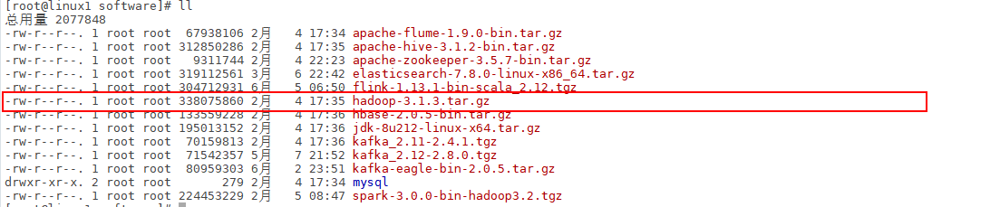 [root@linux1 software]# ll
总用量 2077848
-rw-r--r--. 1 root root  67938106 2月   4 17:34 apache-flume-1.9.0-bin.tar.gz
-rw-r--r--. 1 root root 312850286 2月   4 17:35 apache-hive-3.1.2-bin.tar.gz
-rw-r--r--. 1 root root   9311744 2月   4 22:23 apache-zookeeper-3.5.7-bin.tar.gz
-rw-r--r--. 1 root root 319112561 3月   6 22:42 elasticsearch-7.8.0-linux-x86_64.tar.gz
-rw-r--r--. 1 root root 304712931 6月   5 06:50 flink-1.13.1-bin-scala_2.12.tgz
-rw-r--r--. 1 root root 338075860 2月   4 17:35 hadoop-3.1.3.tar.gz
-rw-r--r--. 1 root root 133559228 2月   4 17:36 hbase-2.0.5-bin.tar.gz
-rw-r--r--. 1 root root 195013152 2月   4 17:36 jdk-8u212-linux-x64.tar.gz
-rw-r--r--. 1 root root  70159813 2月   4 17:36 kafka_2.11-2.4.1.tgz
-rw-r--r--. 1 root root  71542357 5月   7 21:52 kafka_2.12-2.8.0.tgz
-rw-r--r--. 1 root root  80959303 6月   2 23:51 kafka-eagle-bin-2.0.5.tar.gz
drwxr-xr-x. 2 root root       279 2月   4 17:34 mysql
-rw-r--r--. 1 root root 224453229 2月   5 08:47 spark-3.0.0-bin-hadoop3.2.tgz